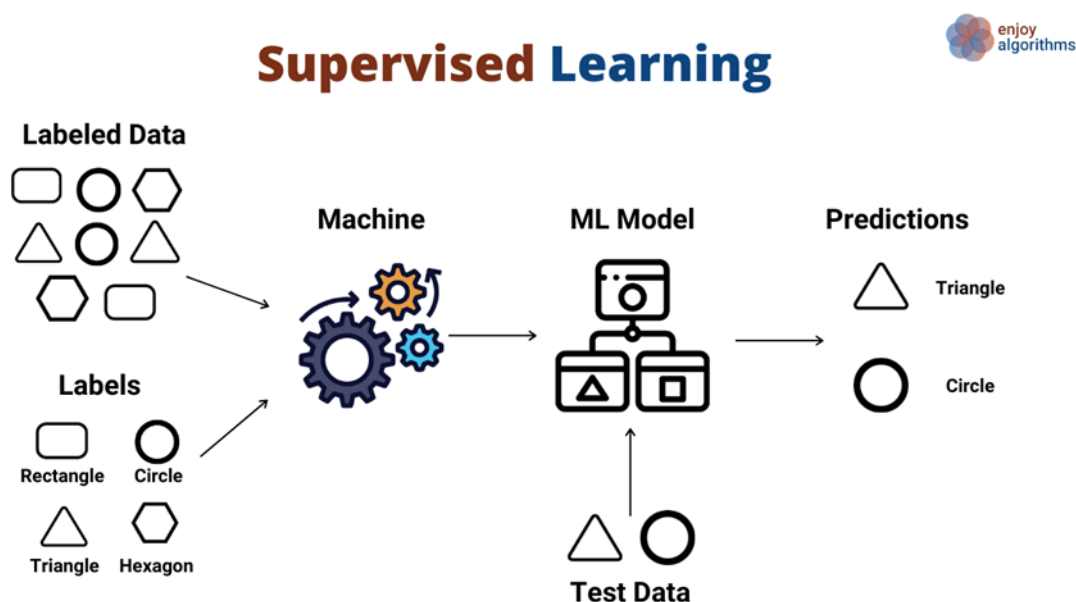 enjoy
algorithms
Supervised Learning
Labeled Data
Machine
ML Model
Predictions
Triangle
Circle
Labels
Rectangle
Circle
Triangle
Hexagon
Test Data